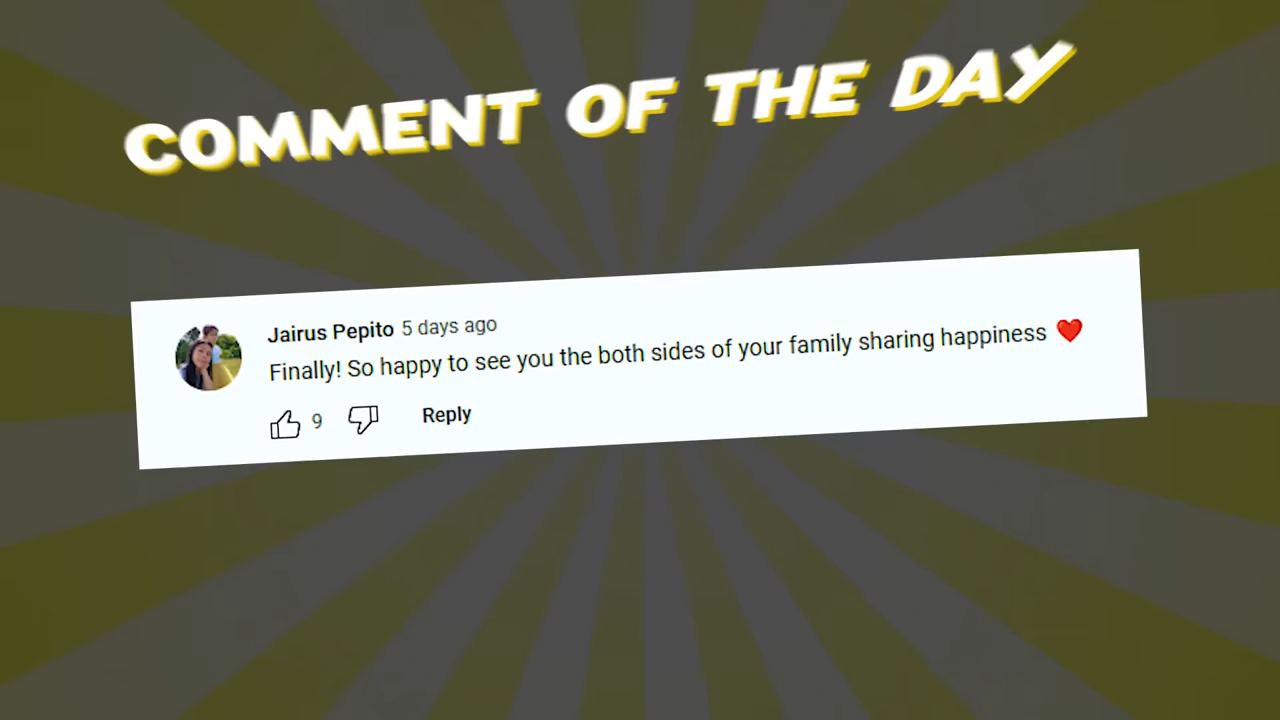 COMMENT OF THE DAY
Jairus Pepito 5 days ago
Finally! So happy to see you the both sides of your family sharing happiness ❤️
9 Reply